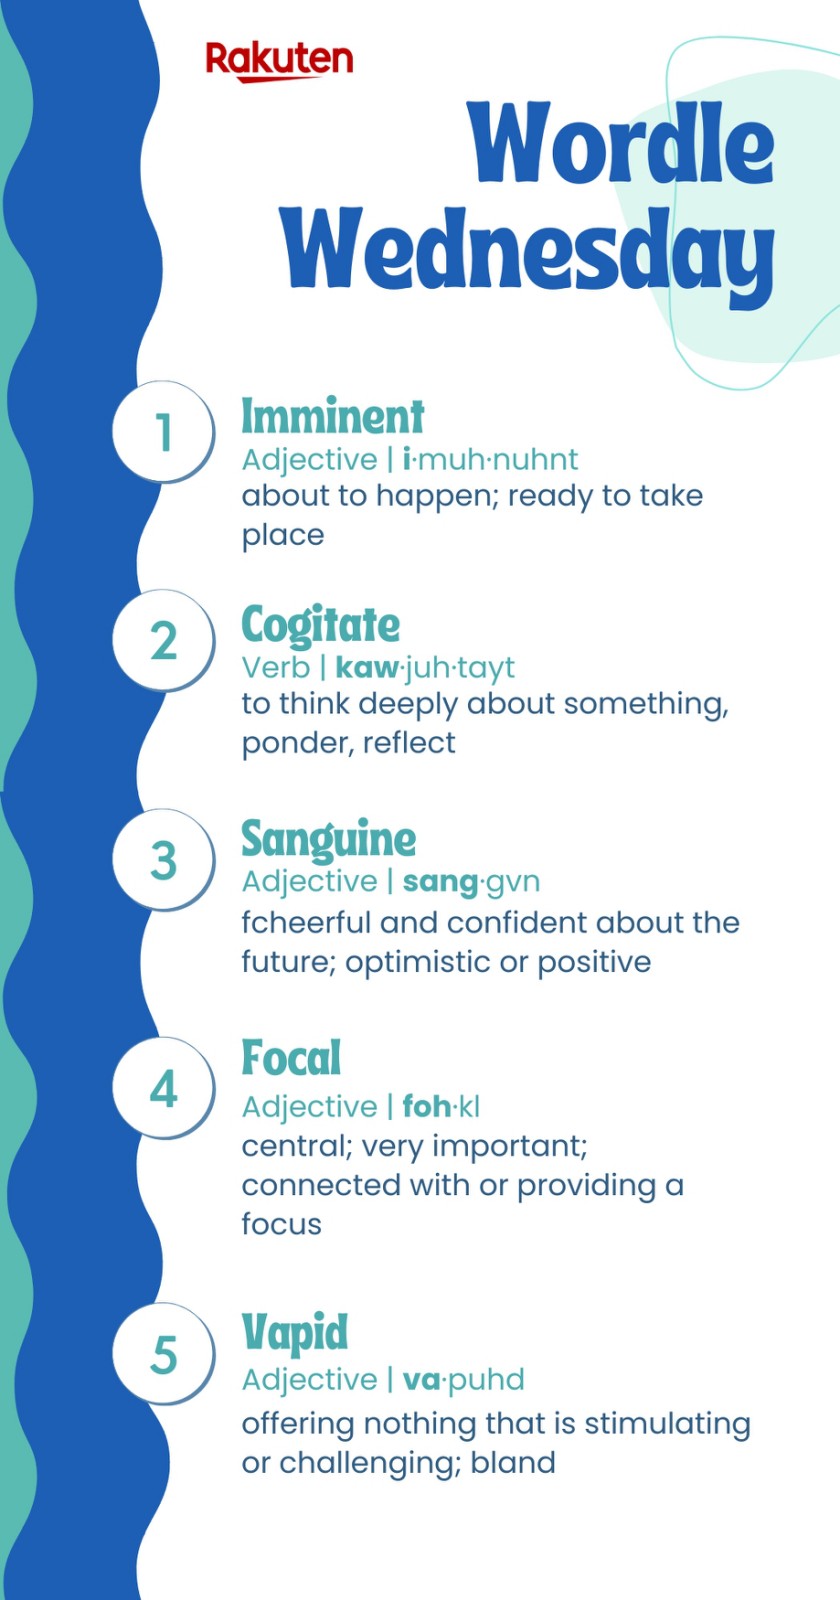 Rakuten
Wordle
Wednesday
1
Imminent
Adjective | i·muh·nuhnt
about to happen; ready to take
place
2
Cogitate
Verb | kaw·juh·tayt
to think deeply about something,
ponder, reflect
3
Sanguine
Adjective | sang·gvn
fcheerful and confident about the
future; optimistic or positive
4
Focal
Adjective | foh·kl
central; very important;
connected with or providing a
focus
5
Vapid
Adjective | va·puhd
offering nothing that is stimulating
or challenging; bland